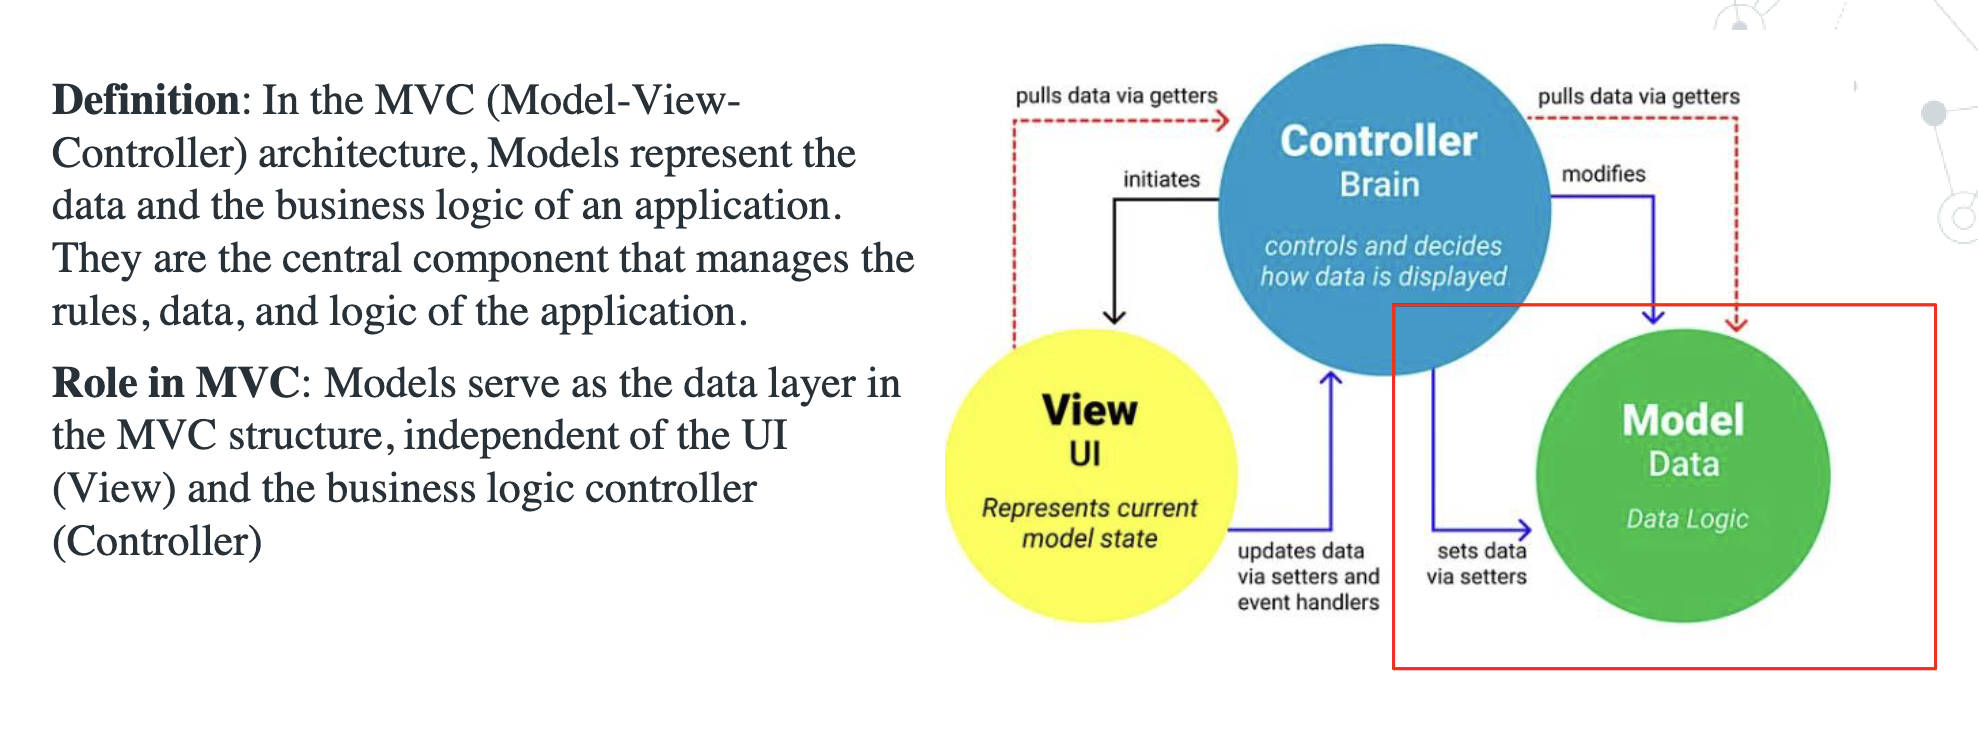 Definition: In the MVC (Model-View-
Controller) architecture, Models represent the
data and the business logic of an application.
They are the central component that manages the
rules, data, and logic of the application.
Role in MVC: Models serve as the data layer in
the MVC structure, independent of the UI
(View) and the business logic controller
(Controller)
pulls data via getters
pulls data via getters
Controller
Brain
controls and decides
how data is displayed
initiates
modifies
View
UI
Represents current
model state
updates data
via setters and
event handlers
sets data
via setters
Model
Data
Data Logic